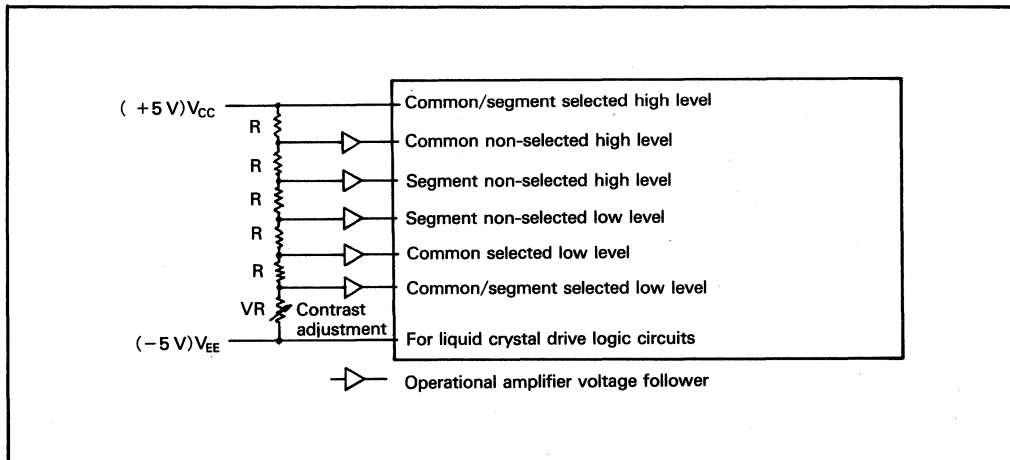 ( +5 V)VCC
Common/segment selected high level
R
Common non-selected high level
R
Segment non-selected high level
R
Segment non-selected low level
R
Common selected low level
R
Common/segment selected low level
VR
Contrast
adjustment
(-5 V)VEE
For liquid crystal drive logic circuits
Operational amplifier voltage follower